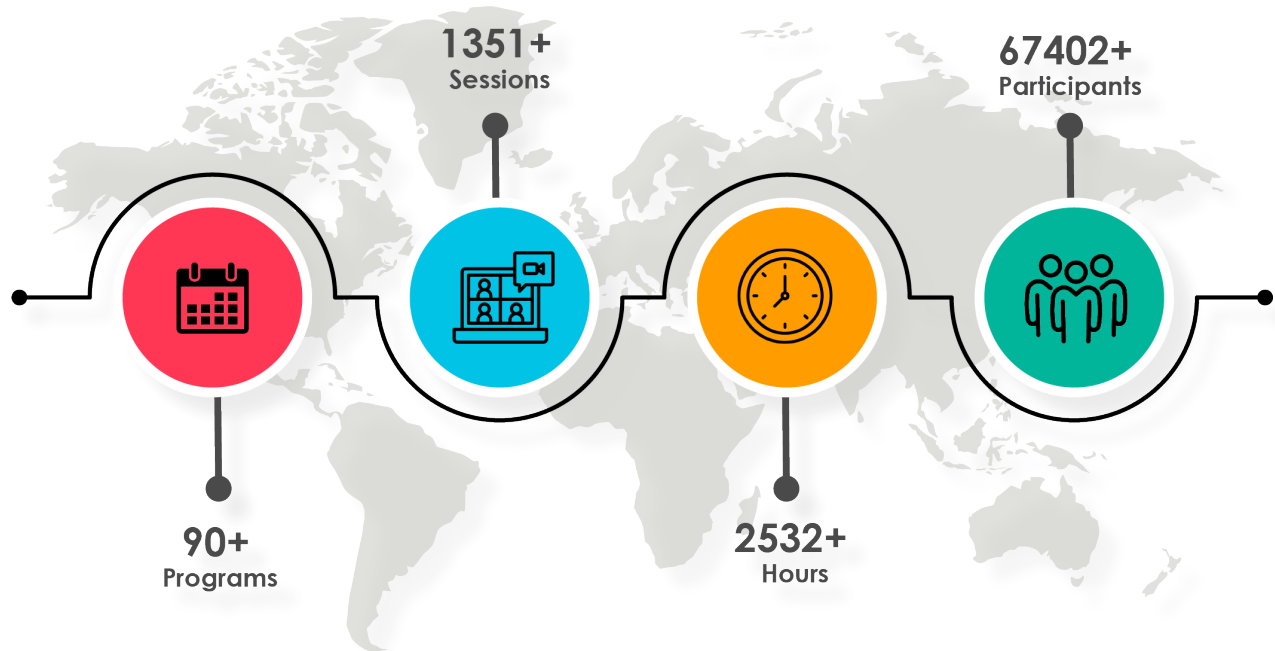 1351+
Sessions
67402+
Participants
90+
Programs
2532+
Hours